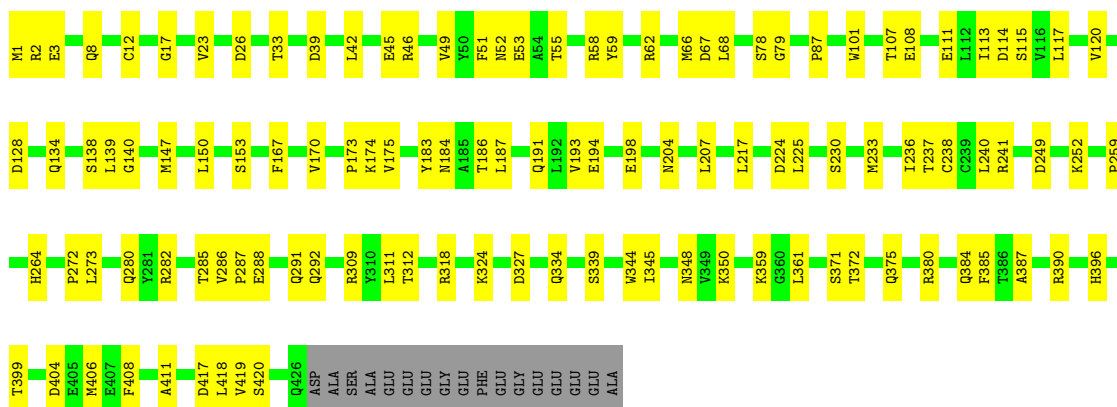 M1 R2 E3 Q8 C12 G17 V23 D26 T33 D39 L42 E45 R46 V49 Y50 F51 N52 E53 A54 T55 R58 Y59 R62 M66 D67 L68 S78 G79 P87 W101 T107 E108 E111 L112 I113 D114 S115 V116 L117 V120
D128 Q134 S138 L139 G140 M147 L150 S153 F167 V170 P173 K174 V175 Y183 N184 A185 T186 L187 Q191 L192 V193 E194 E198 N204 L207 L217 D224 L225 S230 M233 I236 T237 C238 C239 L240 R241 D249 K252 P259
H264 P272 L273 Q280 Y281 R282 T285 V286 P287 E288 Q291 Q292 R309 Y310 L311 T312 R318 K324 D327 Q334 S339 W344 I345 N348 V349 K350 K359 G360 L361 S371 T372 Q375 R380 Q384 F385 T386 A387 R390 H396
T399 D404 E405 M406 E407 F408 A411 D417 L418 V419 S420 Q426 ASP ALA SER ALA GLU GLU GLU GLY GLU PHE GLU GLY GLU GLU GLU GLU ALA